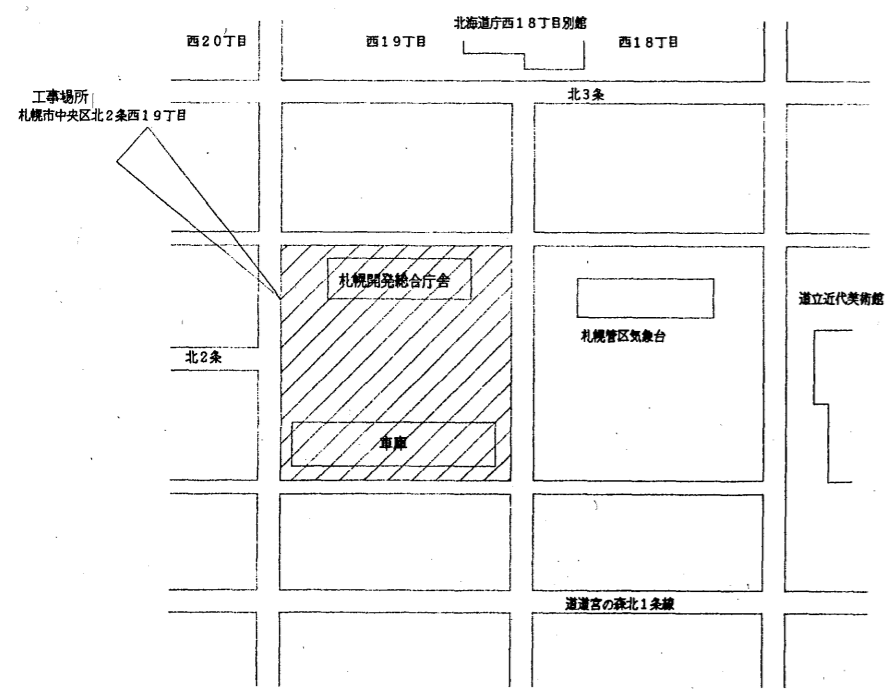 北海道庁西18丁目別館
西20丁目
西19丁目
西18丁目
工事場所
札幌市中央区北2条西19丁目
北3条
札幌開発総合庁舎
札幌管区気象台
道立近代美術館
北2条
車庫
道道宮の森北1条線